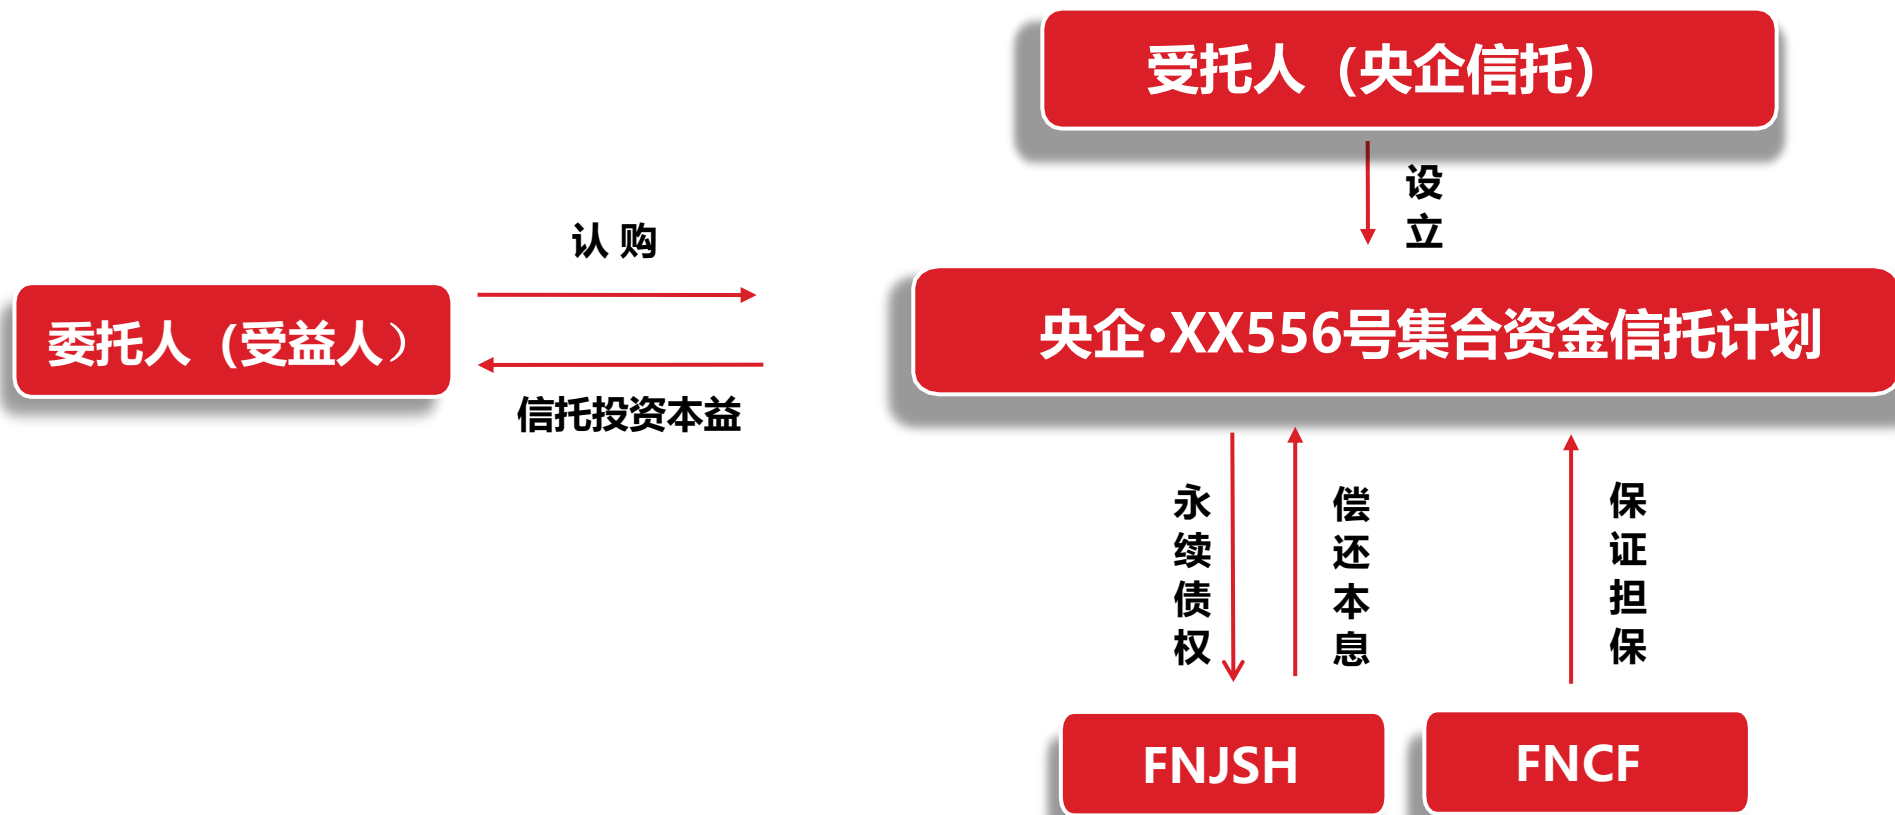 受托人（央企信托）
设立
认 购
委托人（受益人）
央企·XX556号集合资金信托计划
信托投资本益
永续债权
偿还本息
保证担保
FNJSH
FNCF